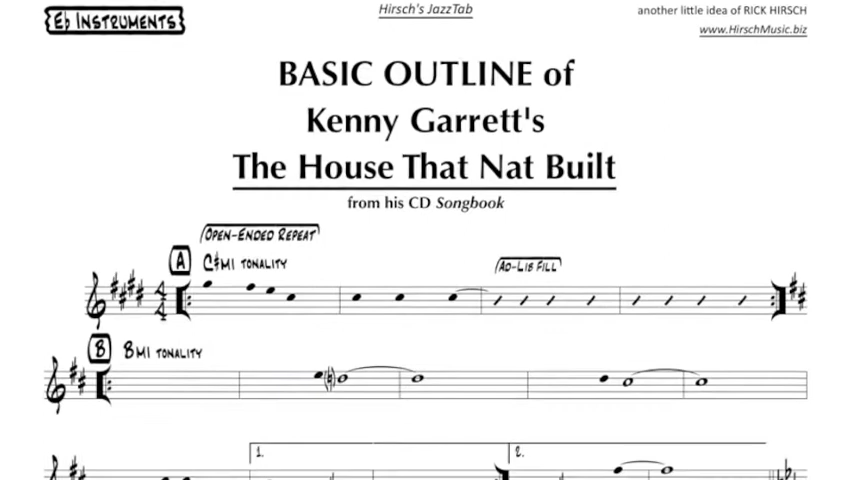 E♭ INSTRUMENTS
Hirsch's JazzTab
another little idea of RICK HIRSCH
www.HirschMusic.biz
BASIC OUTLINE of
Kenny Garrett's
The House That Nat Built
from his CD Songbook
OPEN-ENDED REPEAT
A C#MI TONALITY
AD-LIB FILL
4
4
B BMI TONALITY
1.
2.